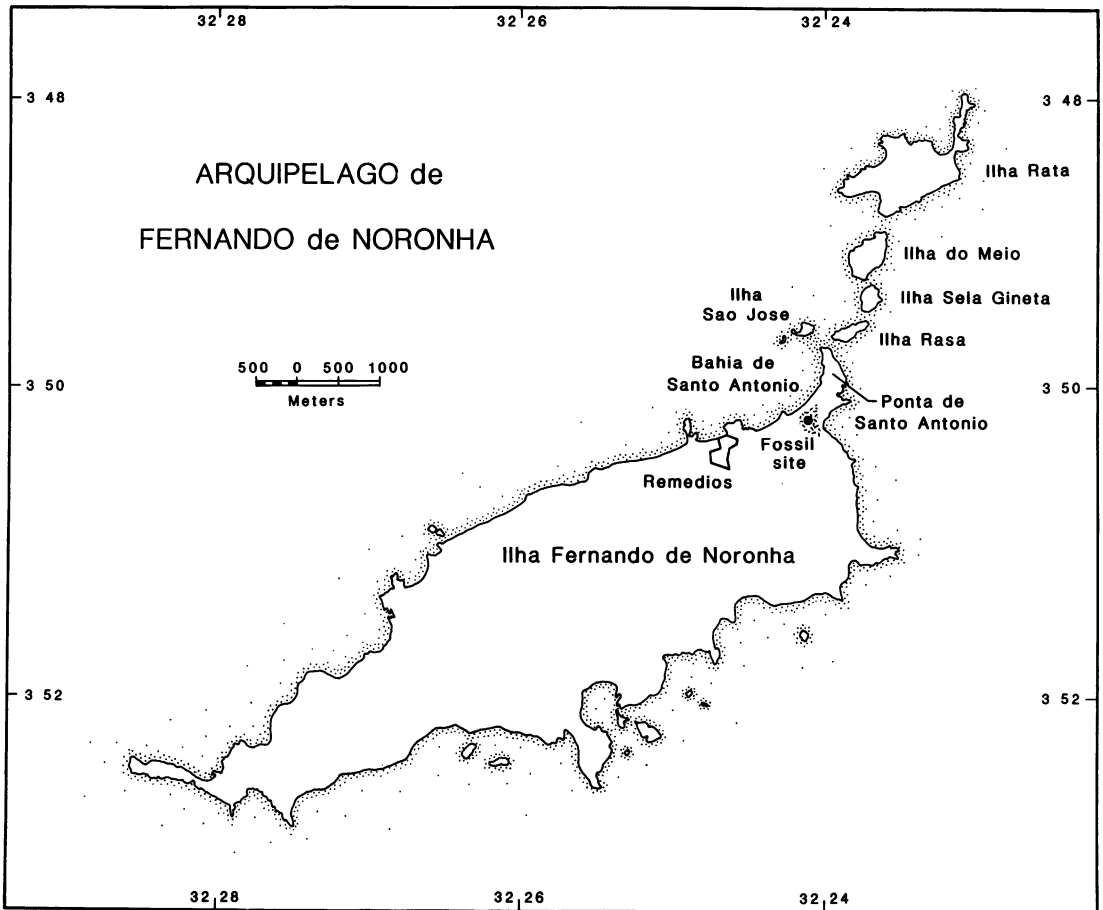 32 28
32 26
32 24
3 48
3 48
ARQUIPELAGO de
FERNANDO de NORONHA
Ilha Rata
Ilha do Meio
Ilha Sela Gineta
Ilha
Sao Jose
Ilha Rasa
500 0 500 1000
Meters
Bahia de
Santo Antonio
3 50
3 50
Ponta de
Santo Antonio
Fossil
site
Remedios
Ilha Fernando de Noronha
3 52
3 52
32 28
32 26
32 24